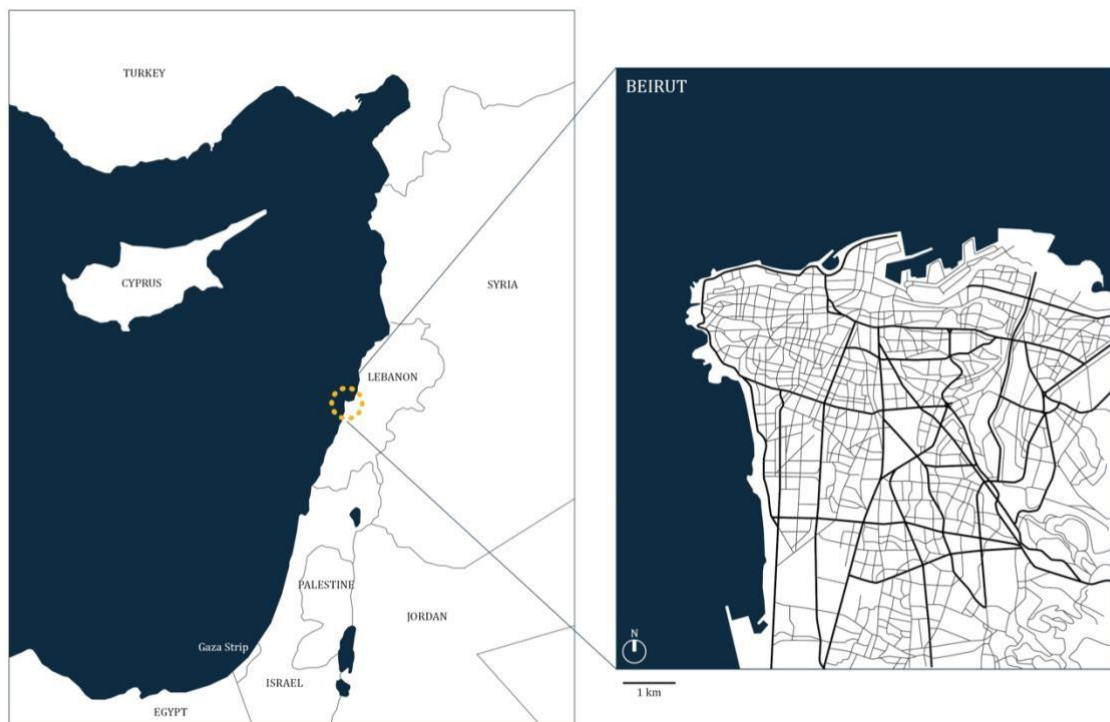 TURKEY
CYPRUS
SYRIA
LEBANON
PALESTINE
JORDAN
Gaza Strip
ISRAEL
EGYPT
BEIRUT
N
1 km